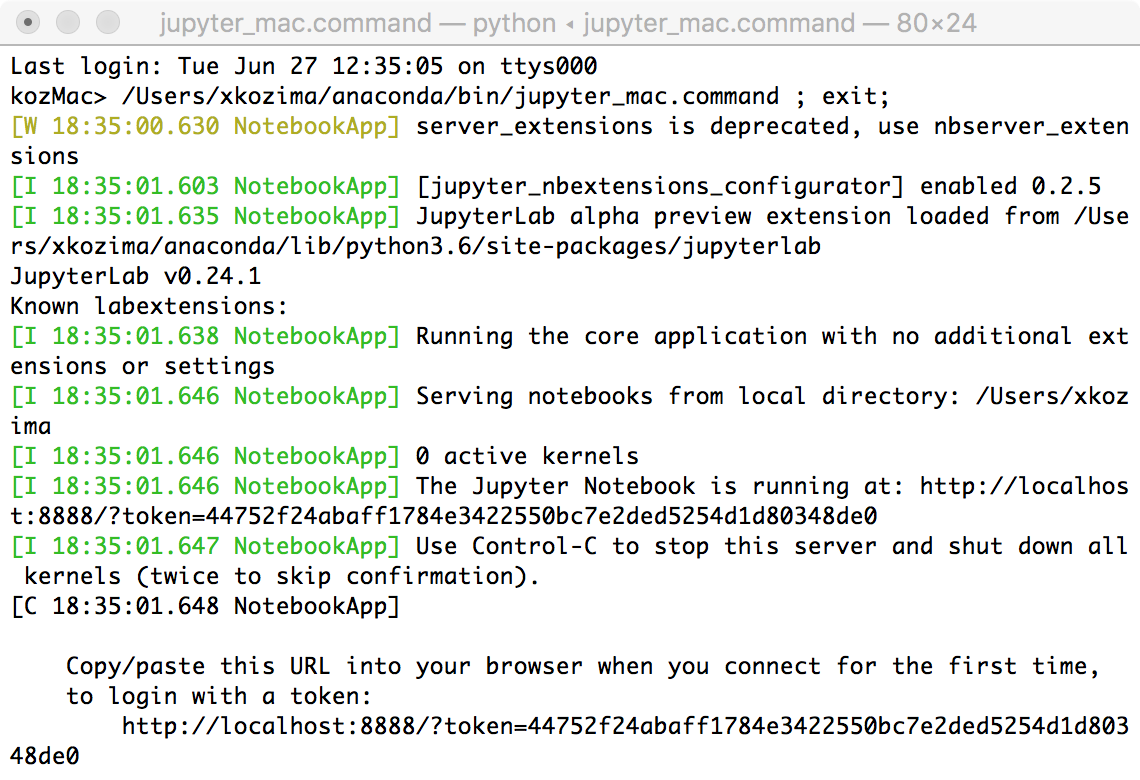 jupyter_mac.command — python ◂ jupyter_mac.command — 80×24
Last login: Tue Jun 27 12:35:05 on ttys000
kozMac> /Users/xkozima/anaconda/bin/jupyter_mac.command ; exit;
[W 18:35:00.630 NotebookApp] server_extensions is deprecated, use nbserver_exten
sions
[I 18:35:01.603 NotebookApp] [jupyter_nbextensions_configurator] enabled 0.2.5
[I 18:35:01.635 NotebookApp] JupyterLab alpha preview extension loaded from /Use
rs/xkozima/anaconda/lib/python3.6/site-packages/jupyterlab
JupyterLab v0.24.1
Known labextensions:
[I 18:35:01.638 NotebookApp] Running the core application with no additional ext
ensions or settings
[I 18:35:01.646 NotebookApp] Serving notebooks from local directory: /Users/xkoz
ima
[I 18:35:01.646 NotebookApp] 0 active kernels
[I 18:35:01.646 NotebookApp] The Jupyter Notebook is running at: http://localhos
t:8888/?token=44752f24abaff1784e3422550bc7e2ded5254d1d80348de0
[I 18:35:01.647 NotebookApp] Use Control-C to stop this server and shut down all
 kernels (twice to skip confirmation).
[C 18:35:01.648 NotebookApp]

    Copy/paste this URL into your browser when you connect for the first time,
    to login with a token:
        http://localhost:8888/?token=44752f24abaff1784e3422550bc7e2ded5254d1d803
48de0